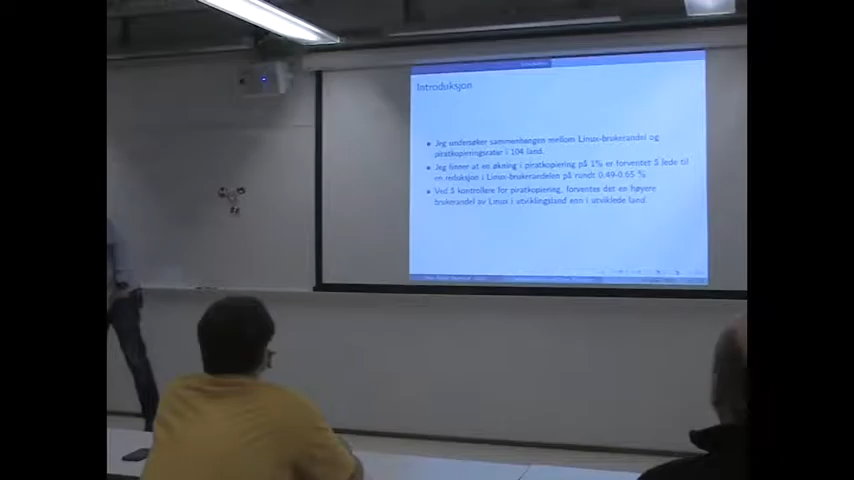 Introduksjon
Jeg undersøker sammenhengen mellom Linux-brukerandel og
piratkopieringsrater i 104 land.
Jeg finner at en økning i piratkopiering på 1% er forventet å lede til
en reduksjon i Linux-brukerandelen på rundt 0.49-0.65 %
Ved å kontrollere for piratkopiering, forventes det en høyere
brukerandel av Linux i utviklingsland enn i utviklede land